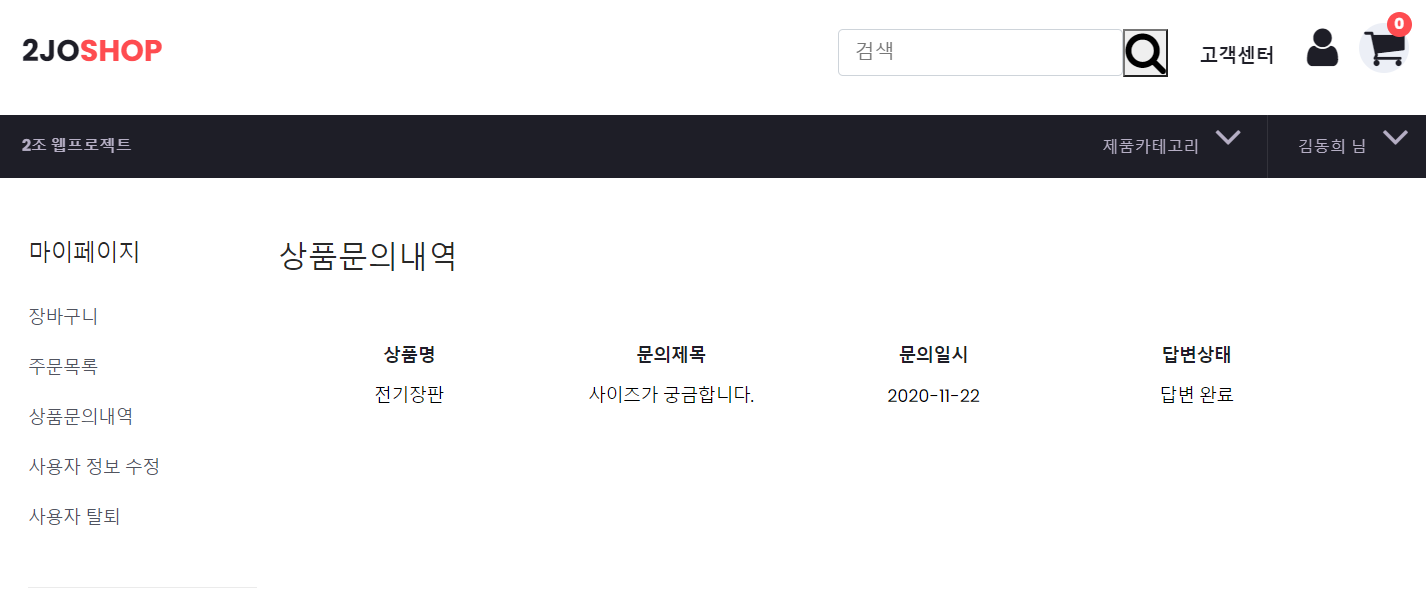 2JOSHOP
검색
고객센터
0
2조 웹프로젝트
제품카테고리
김동희 님
마이페이지
장바구니
주문목록
상품문의내역
사용자 정보 수정
사용자 탈퇴
상품문의내역
상품명 문의제목 문의일시 답변상태
전기장판 사이즈가 궁금합니다. 2020-11-22 답변 완료